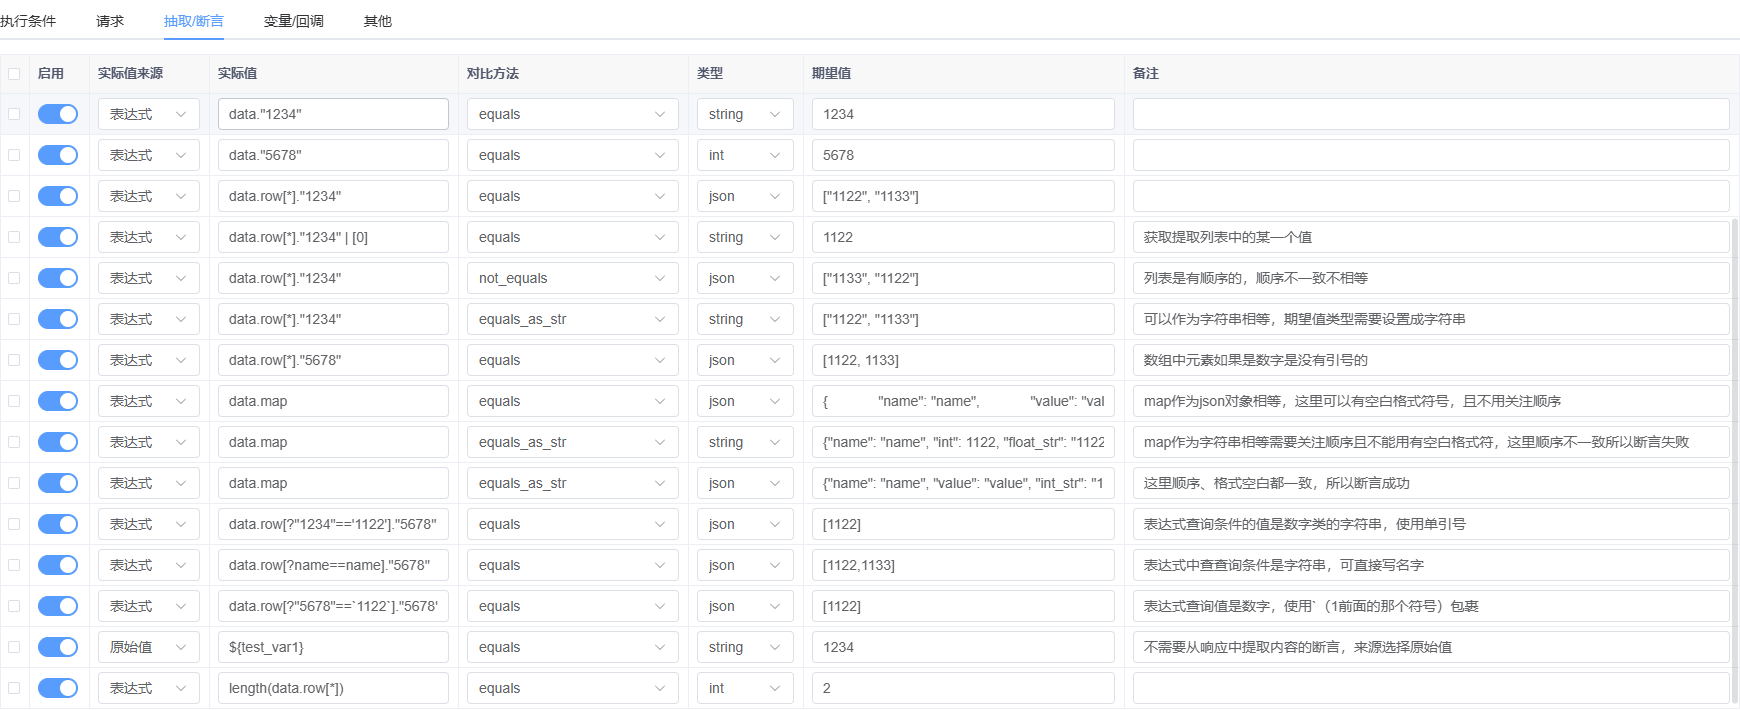 执行条件 请求 抽取/断言 变量/回调 其他
启用 实际值来源 实际值 对比方法 类型 期望值 备注
表达式 data."1234" equals string 1234
表达式 data."5678" equals int 5678
表达式 data.row[*]."1234" equals json ["1122", "1133"]
表达式 data.row[*]."1234" | [0] equals string 1122 获取提取列表中的某一个值
表达式 data.row[*]."1234" not_equals json ["1133", "1122"] 列表是有顺序的，顺序不一致不相等
表达式 data.row[*]."1234" equals_as_str string ["1122", "1133"] 可以作为字符串相等，期望值类型需要设置成字符串
表达式 data.row[*]."5678" equals json [1122, 1133] 数组中元素如果是数字是没有引号的
表达式 data.map equals json { "name": "name", "value": "val map作为json对象相等，这里可以有空白格式符号，且不用关注顺序
表达式 data.map equals_as_str string {"name": "name", "int": 1122, "float_str": "1122 map作为字符串相等需要关注顺序且不能用有空白格式符，这里顺序不一致所以断言失败
表达式 data.map equals_as_str json {"name": "name", "value": "value", "int_str": "1 这里顺序、格式空白都一致，所以断言成功
表达式 data.row[?"1234"=='1122']."5678" equals json [1122] 表达式查询条件的值是数字类的字符串，使用单引号
表达式 data.row[?name==name]."5678" equals json [1122,1133] 表达式中查查询条件是字符串，可直接写名字
表达式 data.row[?"5678"==`1122`]."5678' equals json [1122] 表达式查询值是数字，使用`（1前面的那个符号）包裹
原始值 ${test_var1} equals string 1234 不需要从响应中提取内容的断言，来源选择原始值
表达式 length(data.row[*]) equals int 2